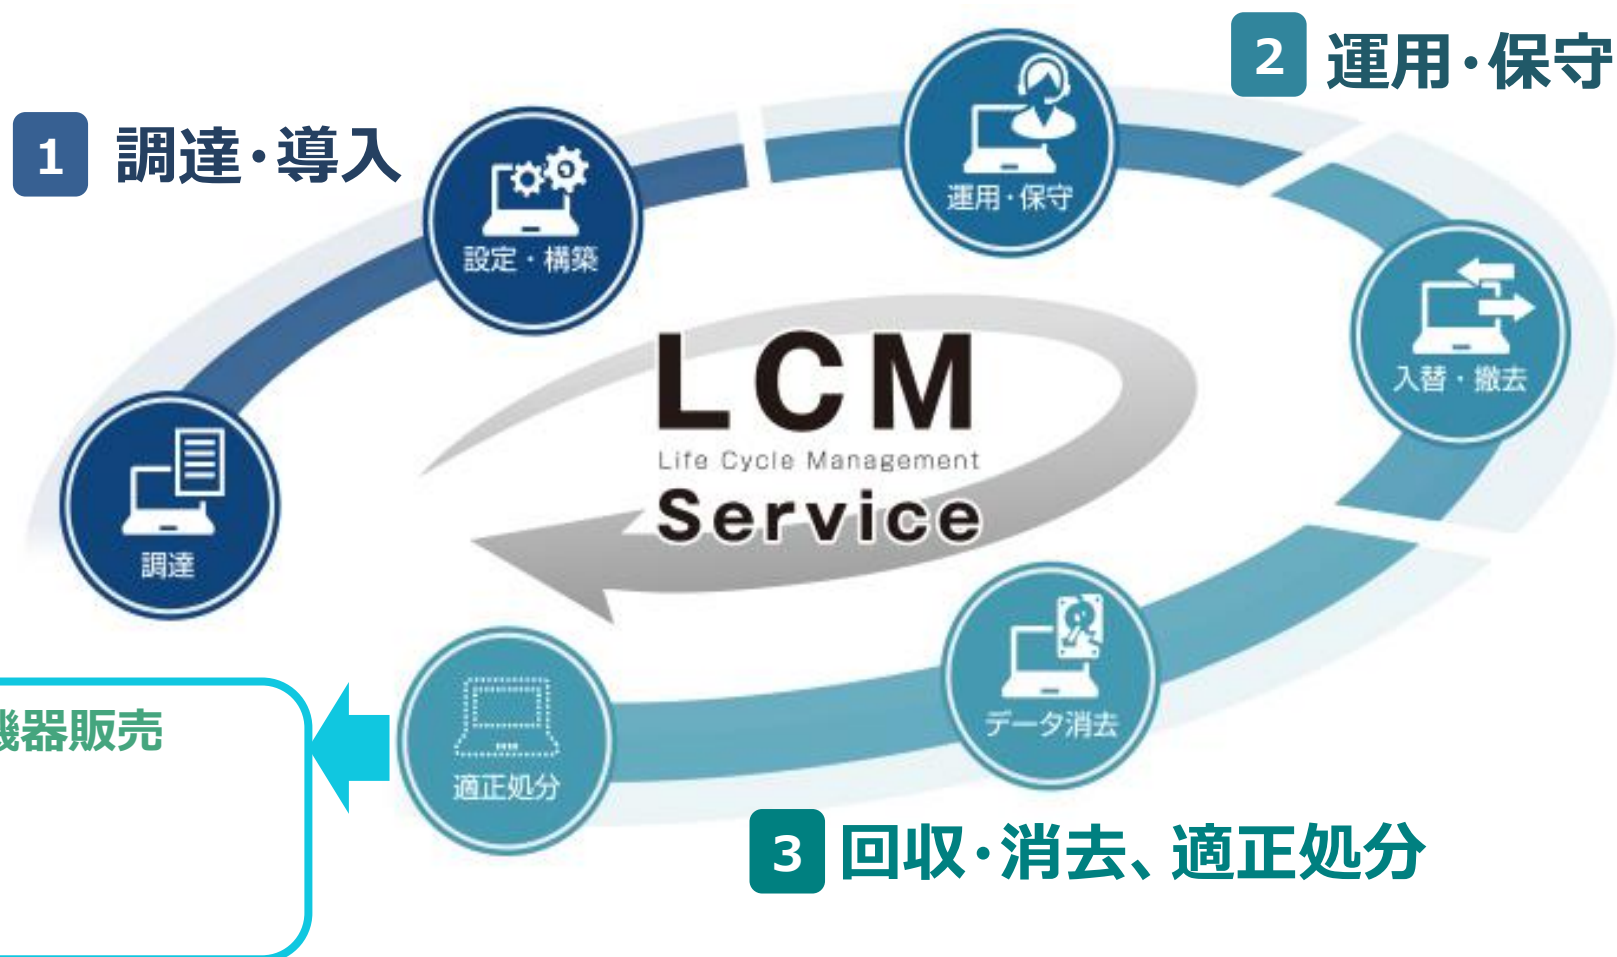 1 調達・導入
2 運用・保守
設定・構築
運用・保守
入替・撤去
調達
LCM
Life Cycle Management
Service
データ消去
適正処分
器販売
3 回収・消去、適正処分